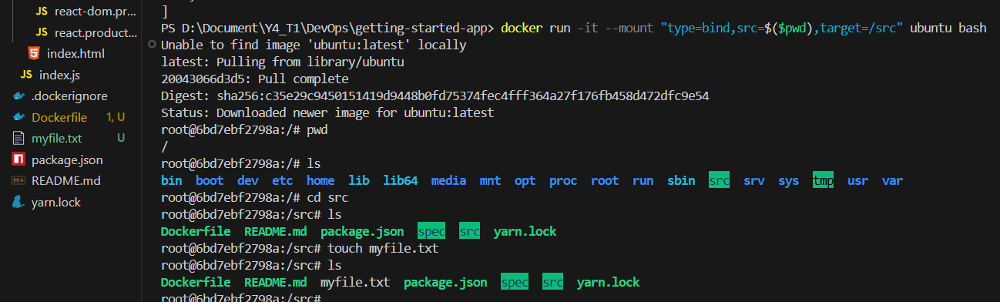 JS react-dom.pr...
JS react.product...
index.html
JS index.js
.dockerignore
Dockerfile 1, U
myfile.txt U
package.json
README.md
yarn.lock
]
PS D:\Document\Y4_T1\DevOps\getting-started-app> docker run -it --mount "type=bind,src=$($pwd),target=/src" ubuntu bash
Unable to find image 'ubuntu:latest' locally
latest: Pulling from library/ubuntu
20043066d3d5: Pull complete
Digest: sha256:c35e29c9450151419d9448b0fd75374fec4fff364a27f176fb458d472dfc9e54
Status: Downloaded newer image for ubuntu:latest
root@6bd7ebf2798a:/# pwd
/
root@6bd7ebf2798a:/# ls
bin boot dev etc home lib lib64 media mnt opt proc root run sbin src srv sys tmp usr var
root@6bd7ebf2798a:/# cd src
root@6bd7ebf2798a:/src# ls
Dockerfile README.md package.json spec src yarn.lock
root@6bd7ebf2798a:/src# touch myfile.txt
root@6bd7ebf2798a:/src# ls
Dockerfile README.md myfile.txt package.json spec src yarn.lock
root@6bd7ebf2798a:/src#